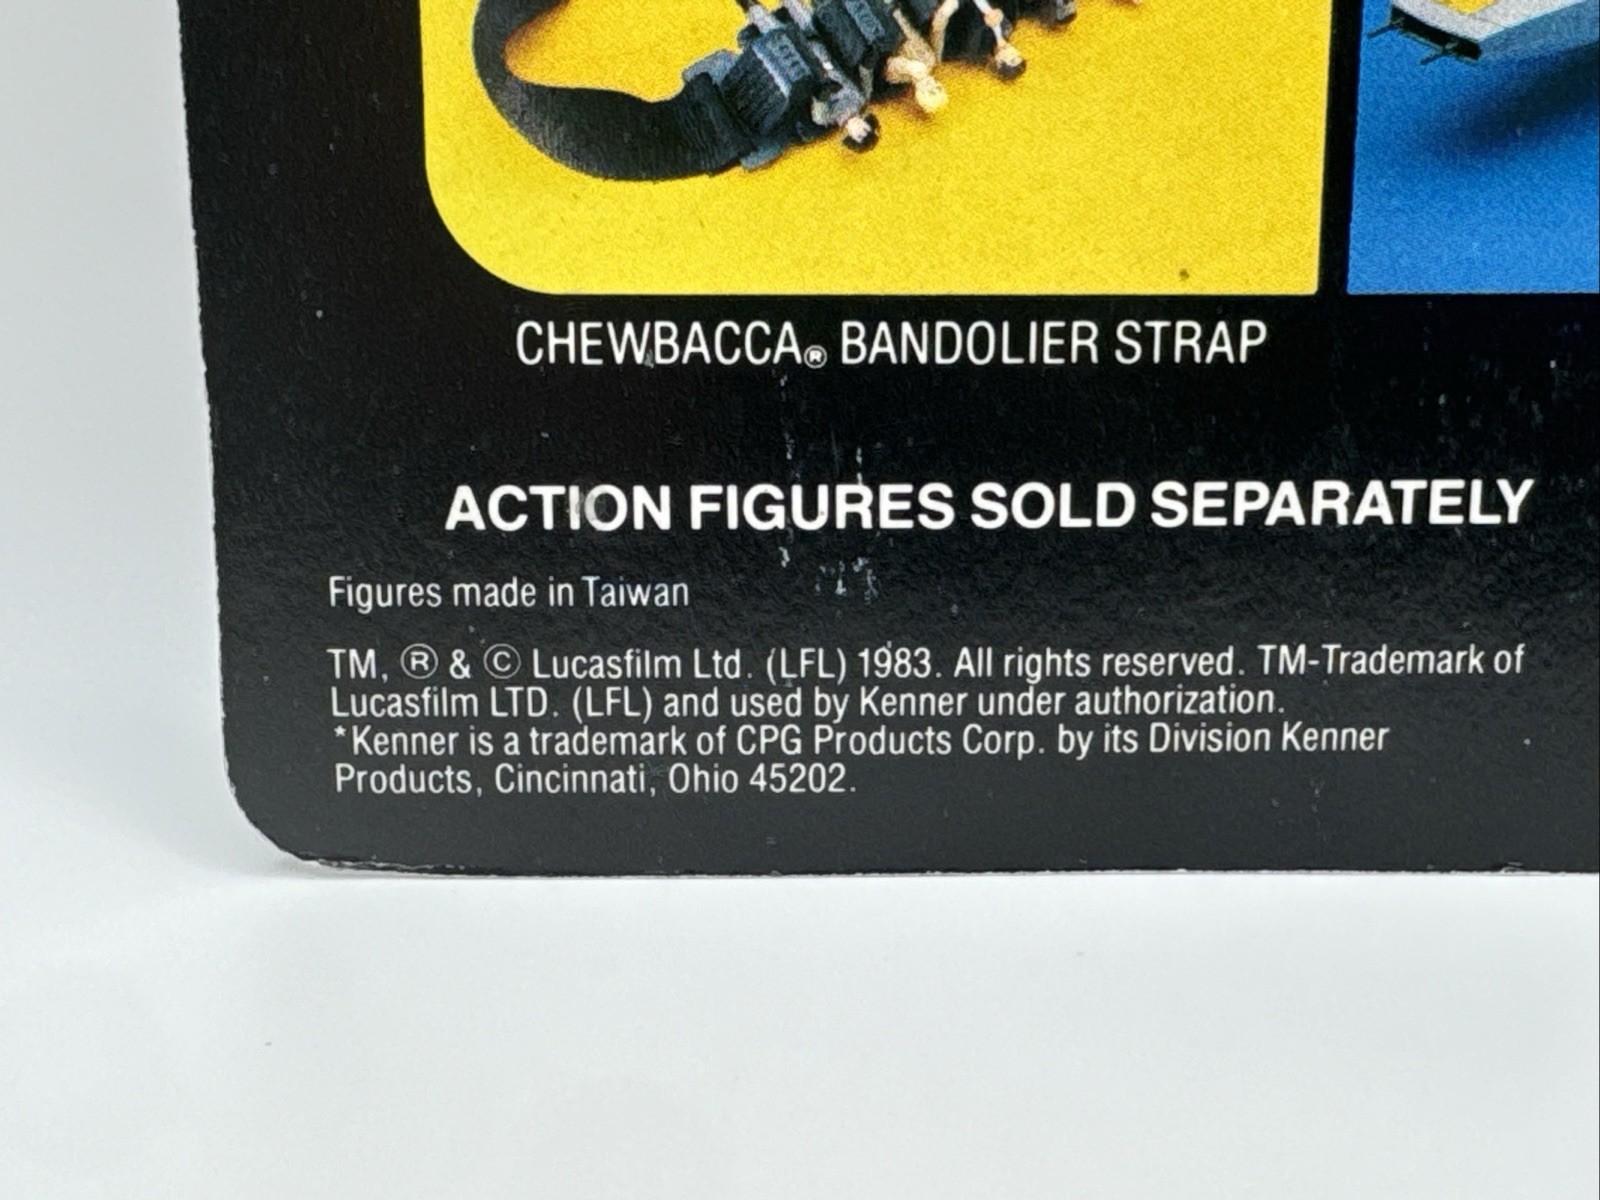 CHEWBACCA® BANDOLIER STRAP
ACTION FIGURES SOLD SEPARATELY
Figures made in Taiwan
TM, ® & © Lucasfilm Ltd. (LFL) 1983. All rights reserved. TM-Trademark of
Lucasfilm LTD. (LFL) and used by Kenner under authorization.
*Kenner is a trademark of CPG Products Corp. by its Division Kenner
Products, Cincinnati, Ohio 45202.